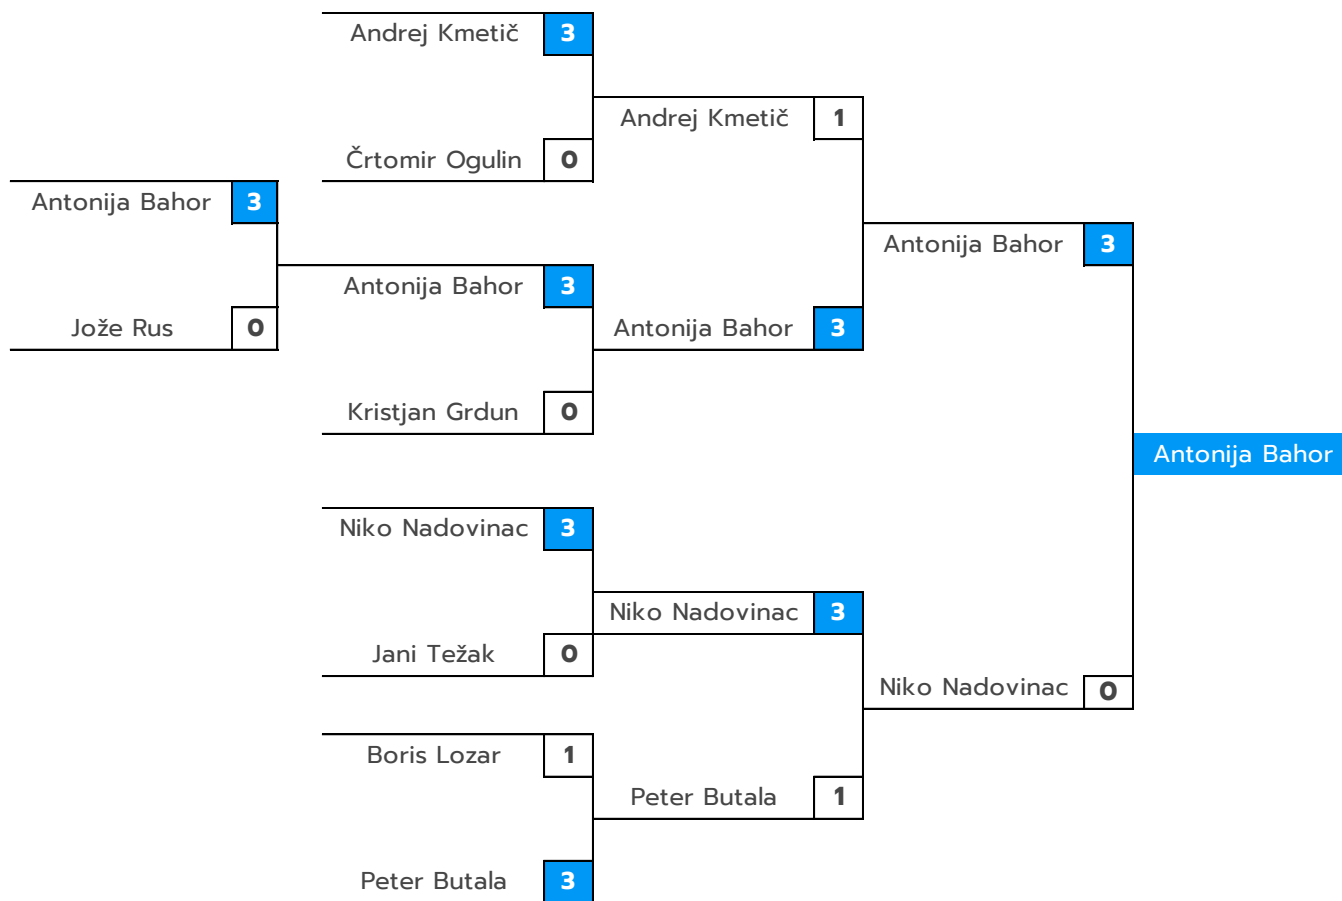 Andrej Kmetič 3
Andrej Kmetič 1
Črtomir Ogulin 0
Antonija Bahor 3
Antonija Bahor 3
Antonija Bahor 3
Jože Rus 0
Antonija Bahor 3
Kristjan Grdun 0
Antonija Bahor
Niko Nadovinac 3
Niko Nadovinac 3
Jani Težak 0
Niko Nadovinac 0
Boris Lozar 1
Peter Butala 1
Peter Butala 3